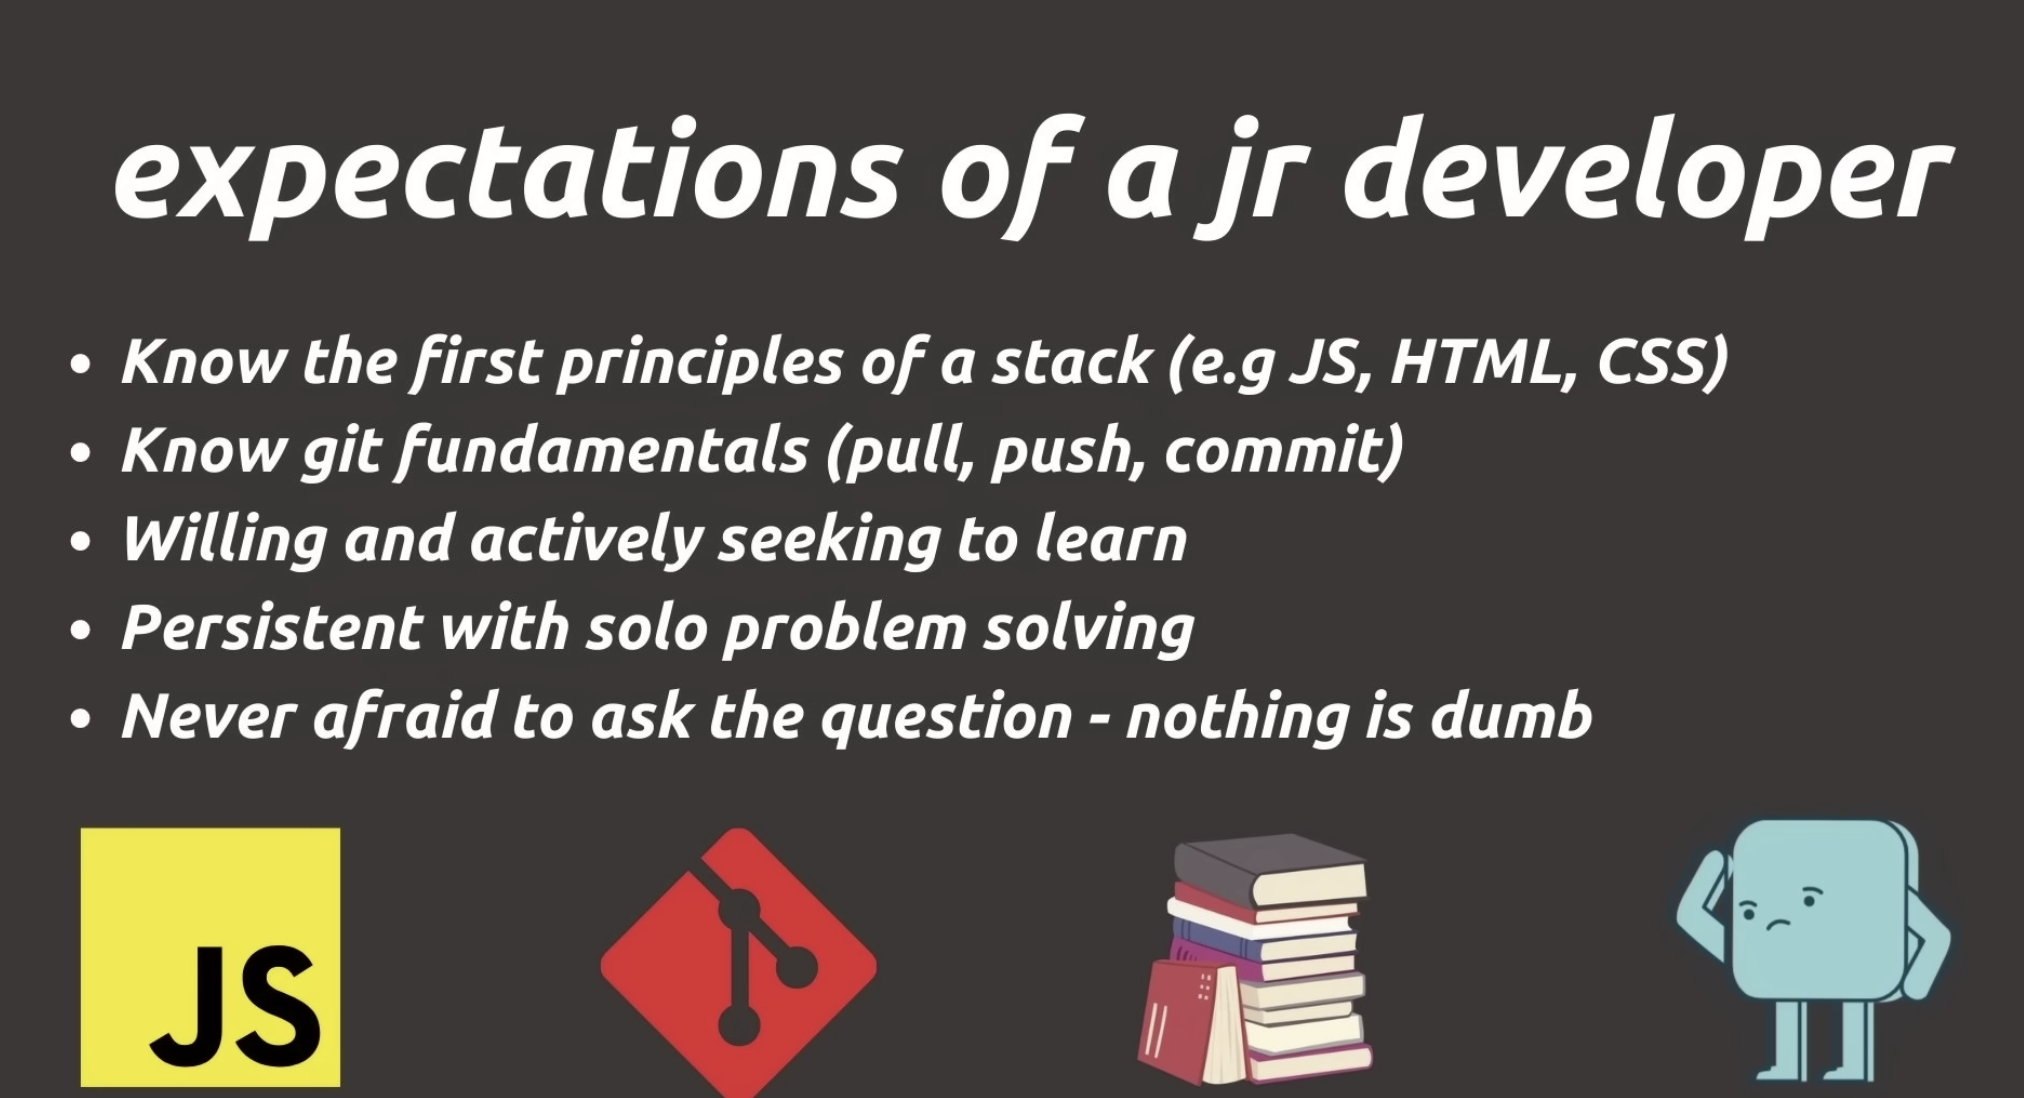 expectations of a jr developer
• Know the first principles of a stack (e.g JS, HTML, CSS)
• Know git fundamentals (pull, push, commit)
• Willing and actively seeking to learn
• Persistent with solo problem solving
• Never afraid to ask the question - nothing is dumb
JS